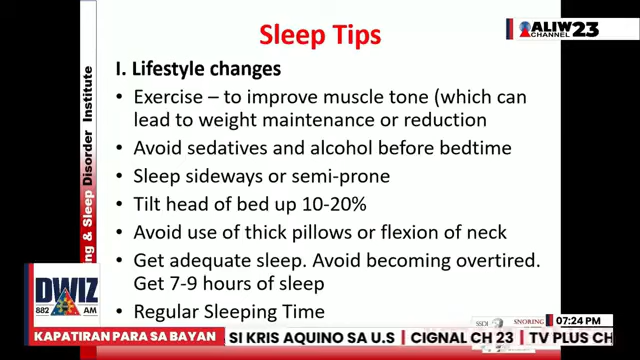 ALIW23
CHANNEL
Sleep Tips
I. Lifestyle changes
• Exercise – to improve muscle tone (which can
lead to weight maintenance or reduction
• Avoid sedatives and alcohol before bedtime
• Sleep sideways or semi-prone
• Tilt head of bed up 10-20%
• Avoid use of thick pillows or flexion of neck
• Get adequate sleep. Avoid becoming overtired.
Get 7-9 hours of sleep
• Regular Sleeping Time
& Sleep Disorder Institute
DWIZ
882 AM
SSDI
SNORING
07:24 PM
KAPATIRAN PARA SA BAYAN
SI KRIS AQUINO SA U.S | CIGNAL CH 23 | TV PLUS CH